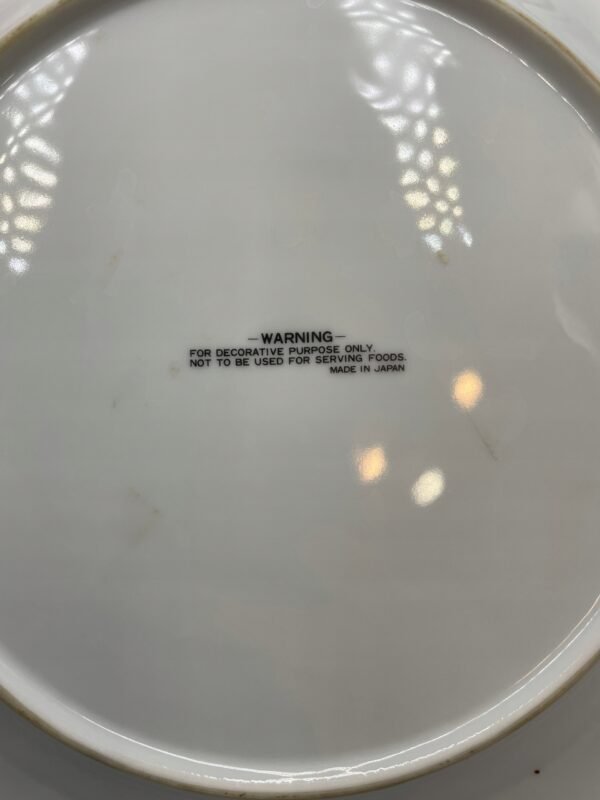 —WARNING—
FOR DECORATIVE PURPOSE ONLY.
NOT TO BE USED FOR SERVING FOODS.
MADE IN JAPAN